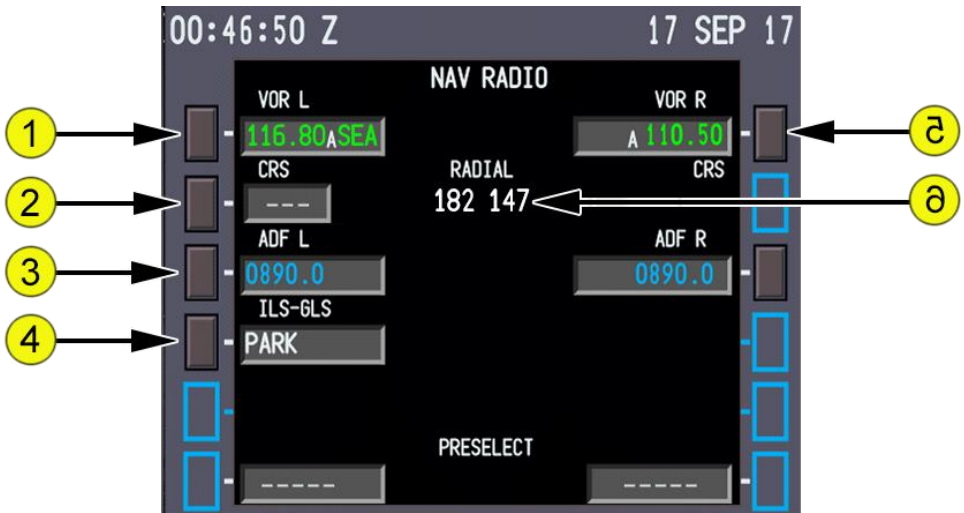 00:46:50 Z 17 SEP 17
NAV RADIO
VOR L VOR R
1 116.80ASEA A 110.50 5
CRS RADIAL CRS
2 --- 182 147 6
ADF L ADF R
3 0890.0 0890.0
ILS-GLS
4 PARK
PRESELECT
----- -----